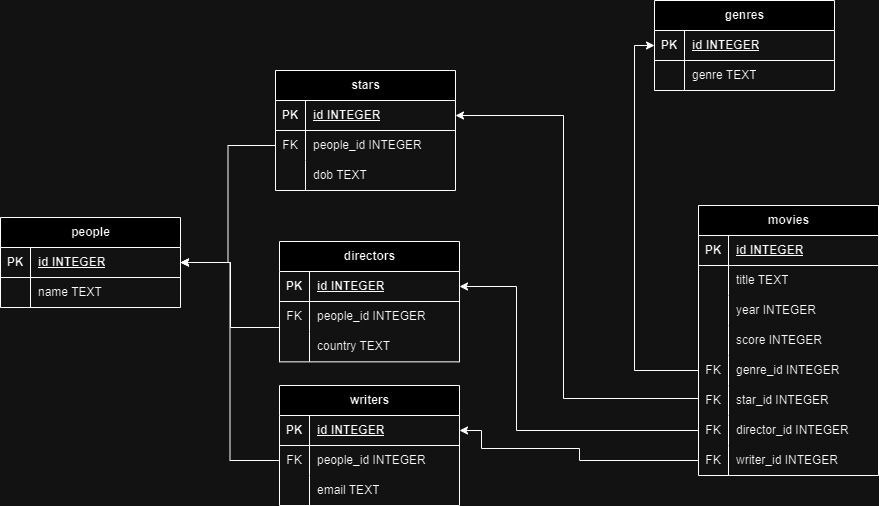 genres
PK id INTEGER
genre TEXT
stars
PK id INTEGER
FK people_id INTEGER
dob TEXT
people
PK id INTEGER
name TEXT
directors
PK id INTEGER
FK people_id INTEGER
country TEXT
writers
PK id INTEGER
FK people_id INTEGER
email TEXT
movies
PK id INTEGER
title TEXT
year INTEGER
score INTEGER
FK genre_id INTEGER
FK star_id INTEGER
FK director_id INTEGER
FK writer_id INTEGER